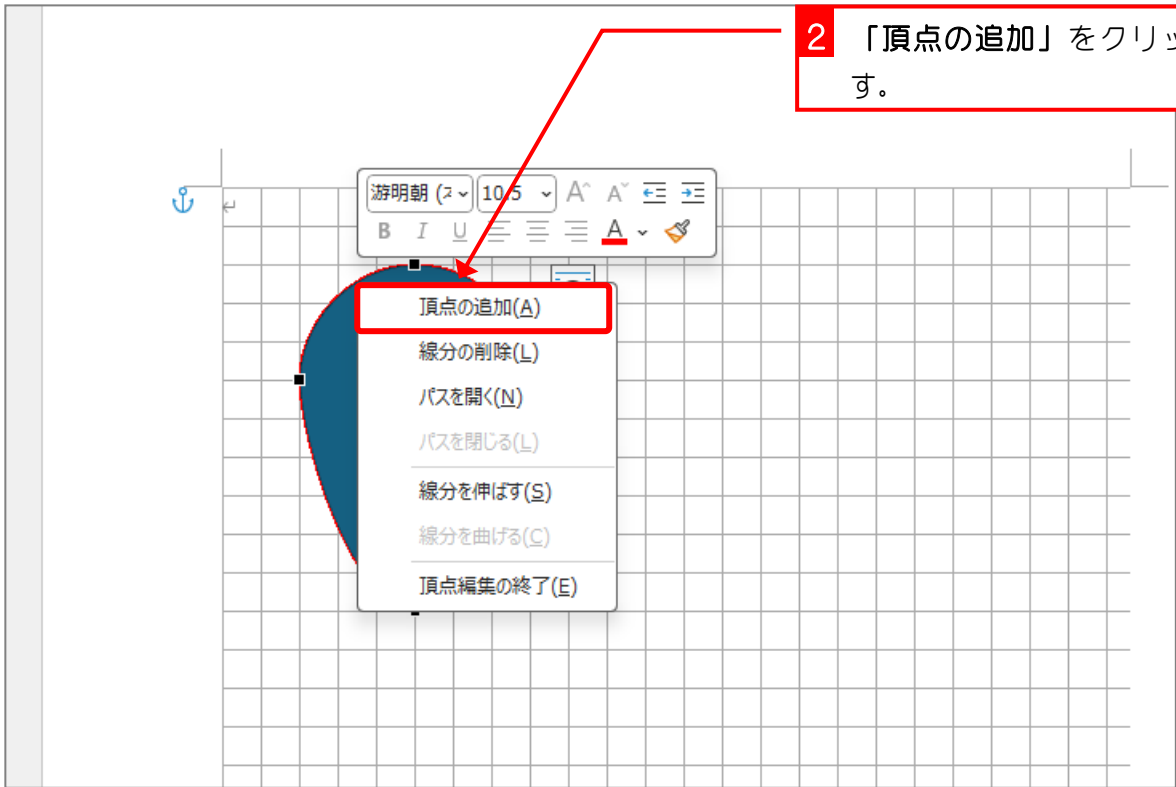 2 「頂点の追加」をクリッ
す。
游明朝 (ス 10.5 A A
B I U A
頂点の追加(A)
線分の削除(L)
パスを開く(N)
パスを閉じる(L)
線分を伸ばす(S)
線分を曲げる(C)
頂点編集の終了(E)